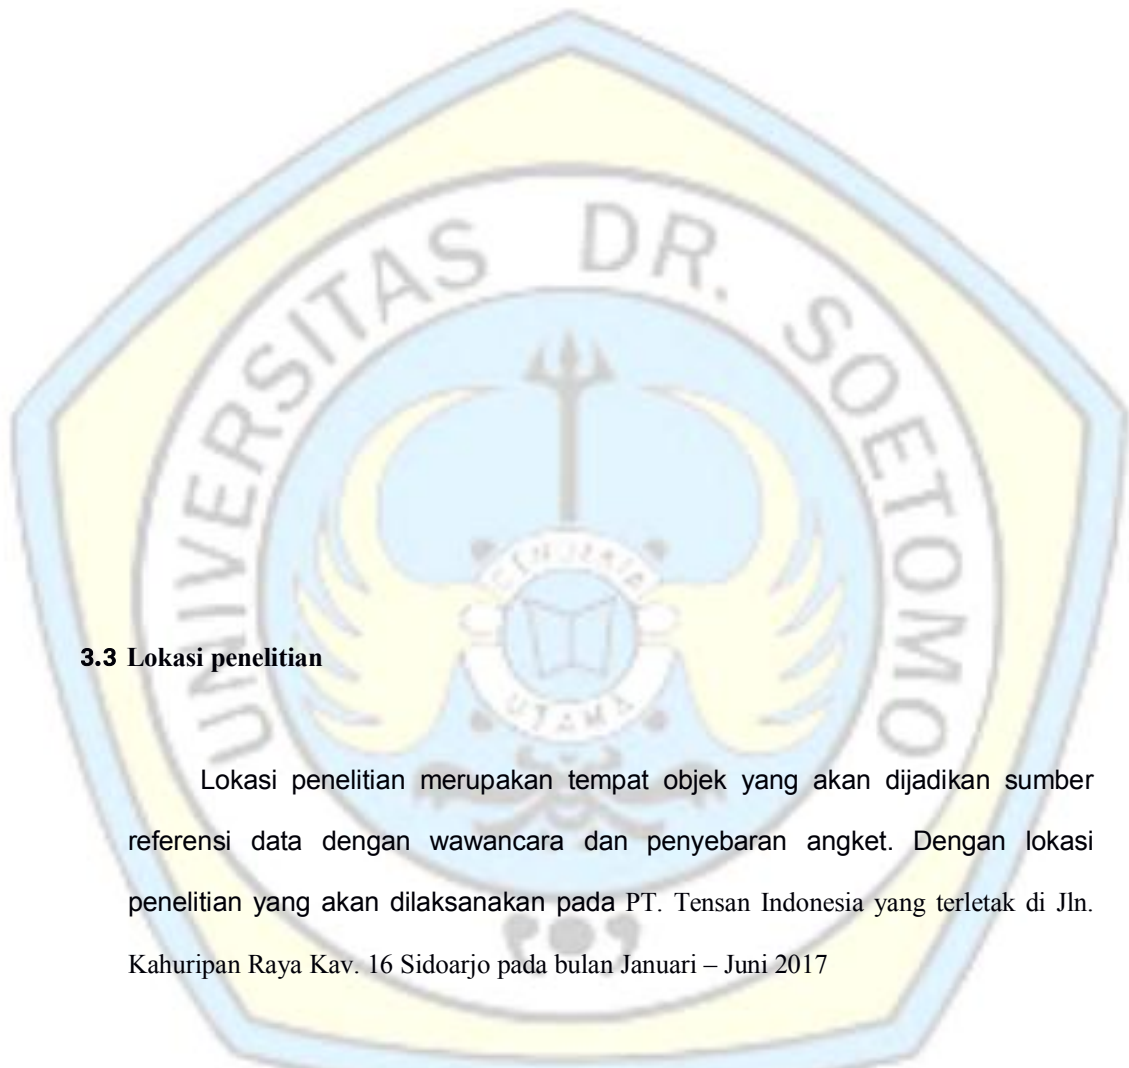 UNIVERSITAS DR. SOETOMO
CENDEKIA
UTAMA
3.3 Lokasi penelitian
Lokasi penelitian merupakan tempat objek yang akan dijadikan sumber
referensi data dengan wawancara dan penyebaran angket. Dengan lokasi
penelitian yang akan dilaksanakan pada PT. Tensan Indonesia yang terletak di Jln.
Kahuripan Raya Kav. 16 Sidoarjo pada bulan Januari – Juni 2017